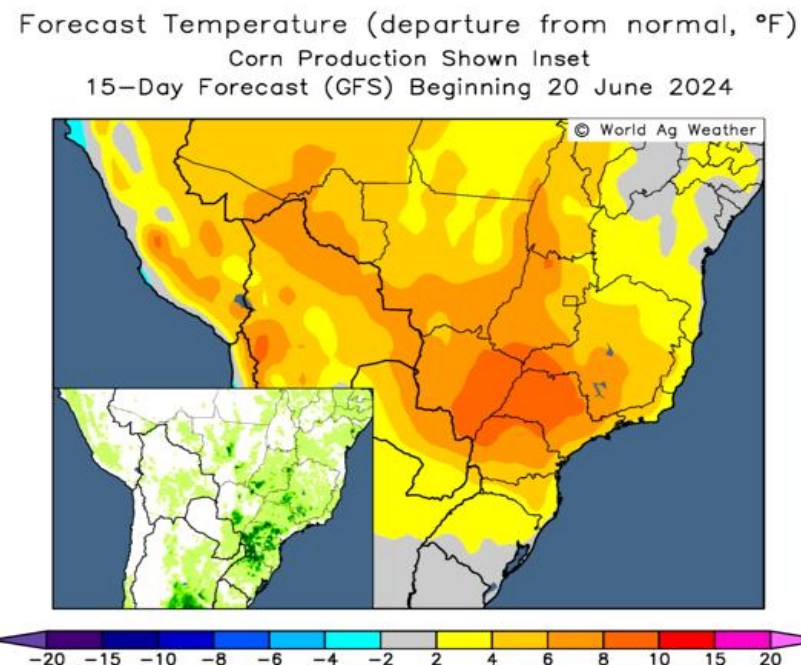 Forecast Temperature (departure from normal, °F)
Corn Production Shown Inset
15-Day Forecast (GFS) Beginning 20 June 2024
© World Ag Weather
-20 -15 -10 -8 -6 -4 -2 2 4 6 8 10 15 20